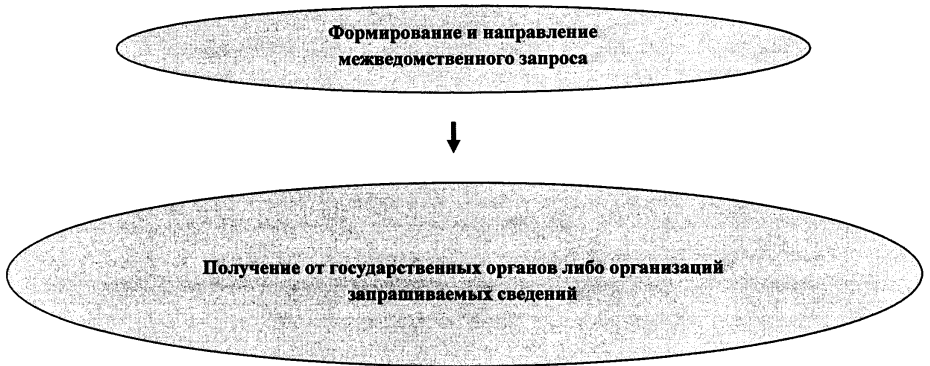 Формирование и направление
межведомственного запроса
Получение от государственных органов либо организаций
запрашиваемых сведений